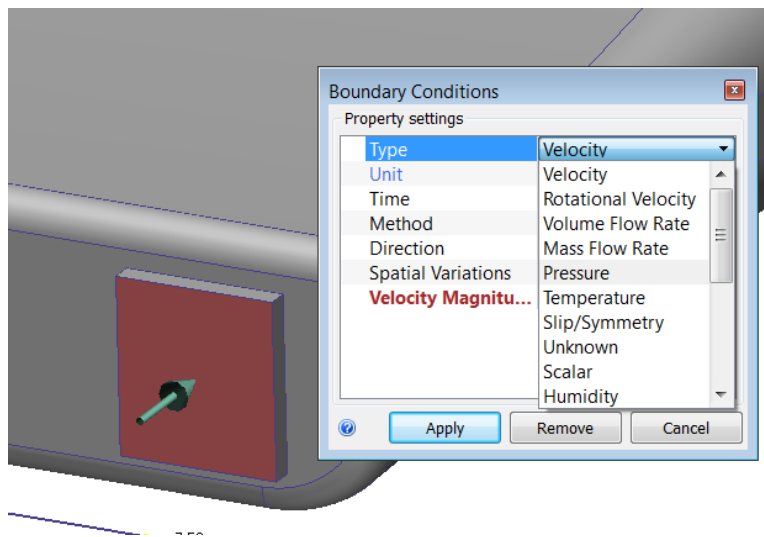 Boundary Conditions
Property settings
Type Velocity
Unit Velocity
Time Rotational Velocity
Method Volume Flow Rate
Direction Mass Flow Rate
Spatial Variations Pressure
Velocity Magnitu... Temperature
Slip/Symmetry
Unknown
Scalar
Humidity
Apply Remove Cancel